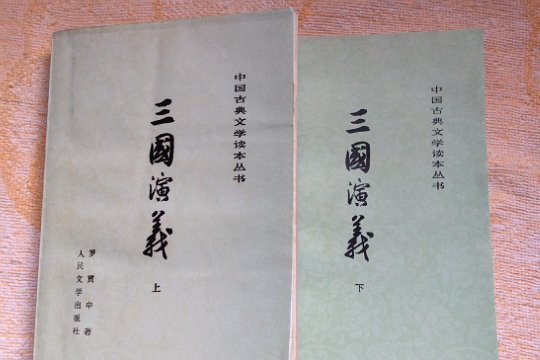 中国古典文学读本丛书
三國演義
上
罗贯中著
人民文学出版社
中国古典文学读本丛书
三國演義
下